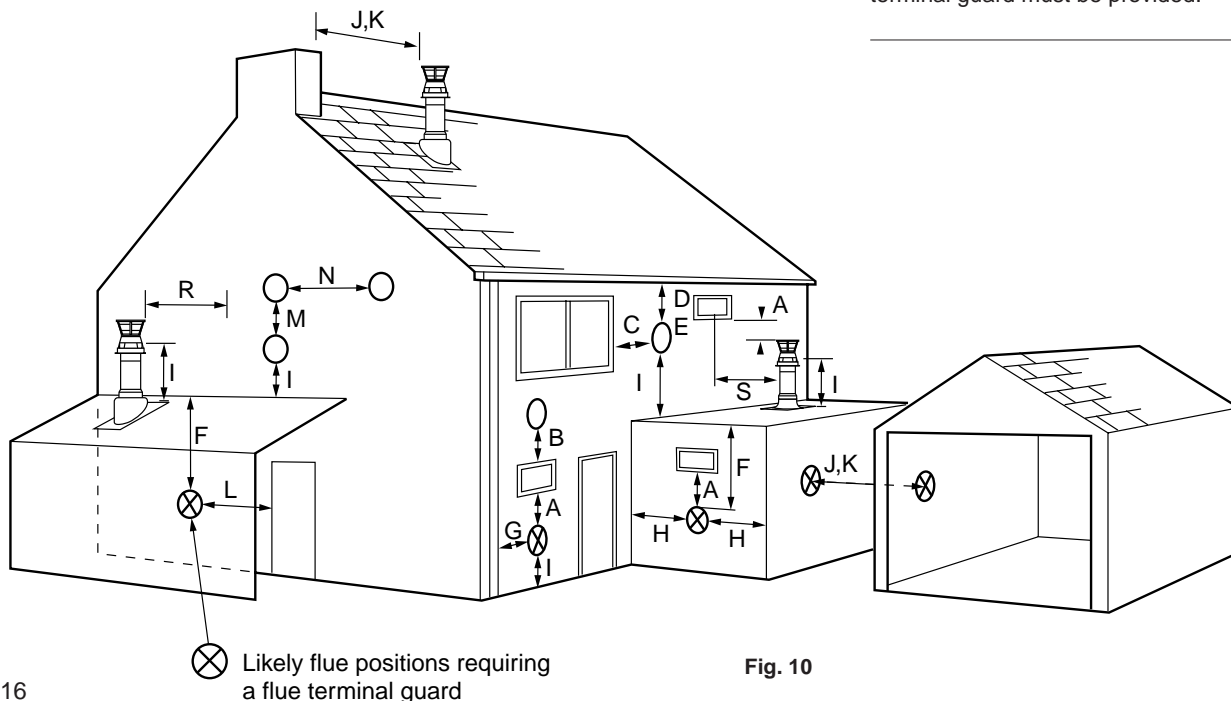 terminal guard must be provided.
J,K
N
R
D
A
M
C
E
I
I
I
S
I
F
B
F
J,K
L
A
A
G
H
H
I
Likely flue positions requiring
a flue terminal guard
Fig. 10
16